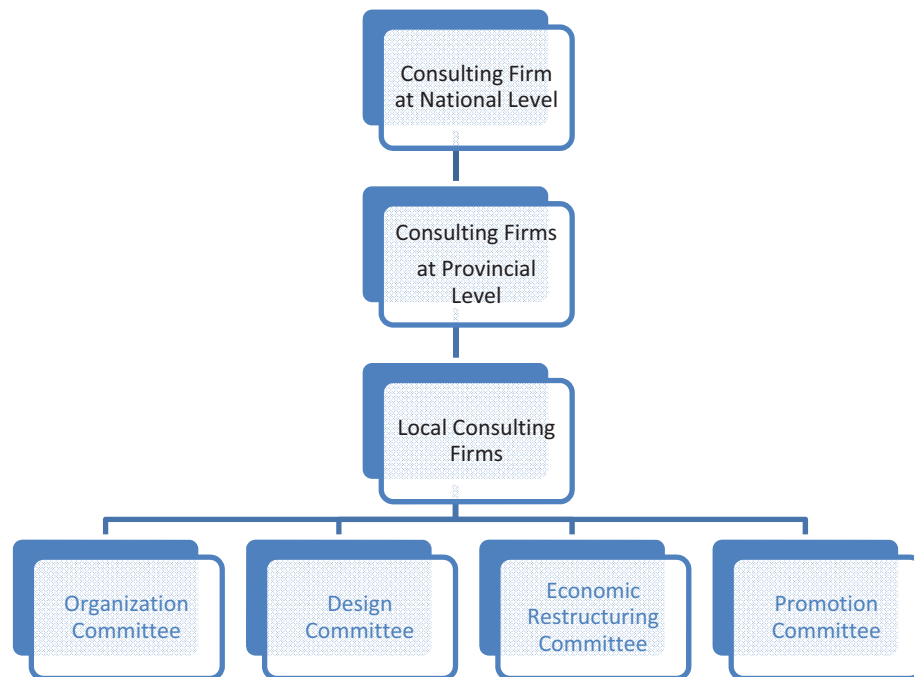 Consulting Firm
at National Level
Consulting Firms
at Provincial
Level
Local Consulting
Firms
Organization
Committee
Design
Committee
Economic
Restructuring
Committee
Promotion
Committee